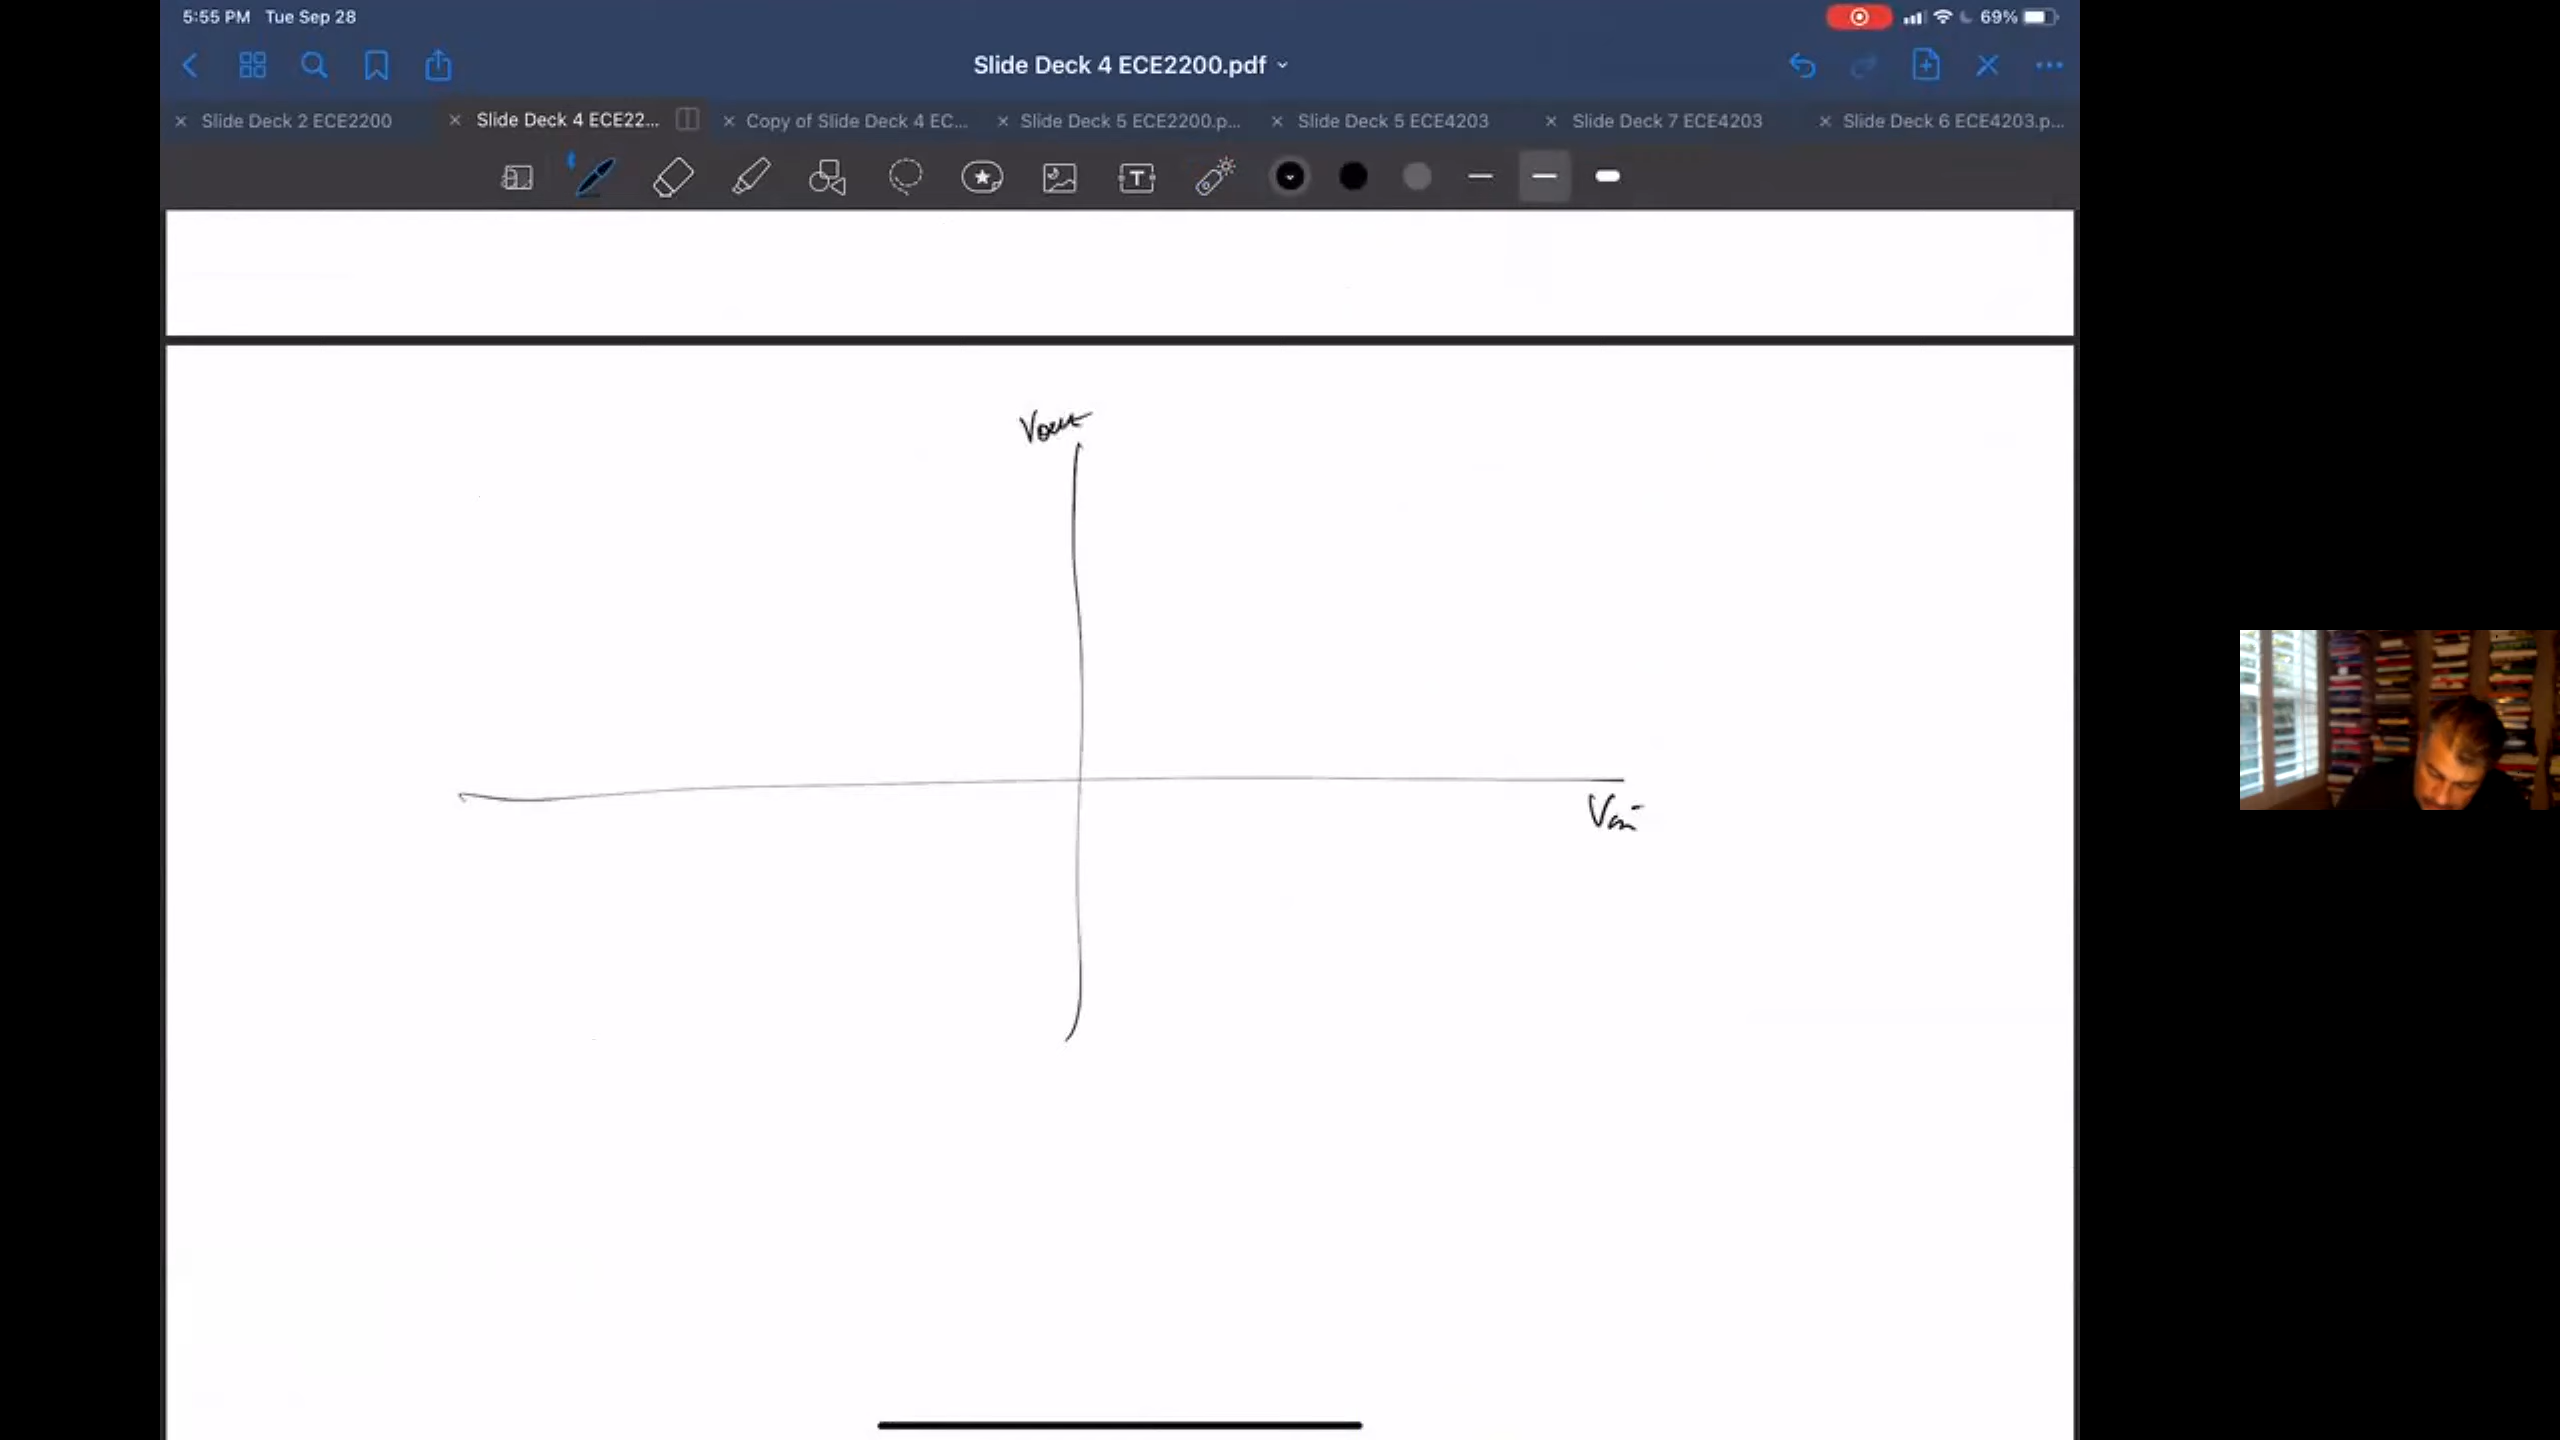 5:55 PM Tue Sep 28
69%
Slide Deck 4 ECE2200.pdf
Slide Deck 2 ECE2200
Slide Deck 4 ECE22...
Copy of Slide Deck 4 EC...
Slide Deck 5 ECE2200.p...
Slide Deck 5 ECE4203
Slide Deck 7 ECE4203
Slide Deck 6 ECE4203.p...
T
Vout
Vin